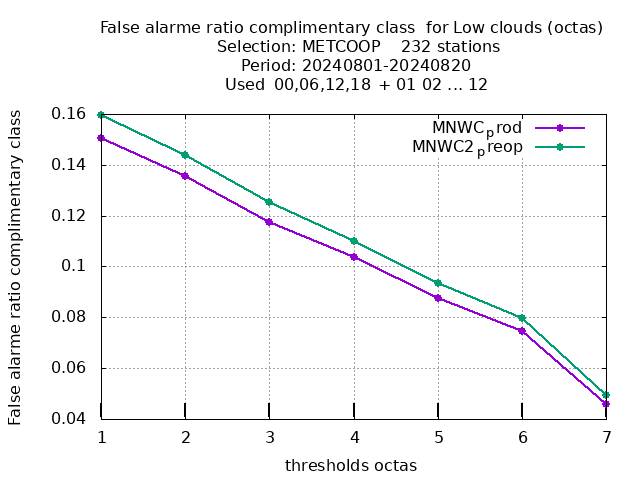 False alarme ratio complimentary class  for Low clouds (octas)
Selection: METCOOP    232 stations
Period: 20240801-20240820
Used  00,06,12,18 + 01 02 ... 12
False alarme ratio complimentary class
0.16
0.14
0.12
0.1
0.08
0.06
0.04
MNWCprod
MNWC2preop
1 2 3 4 5 6 7
thresholds octas